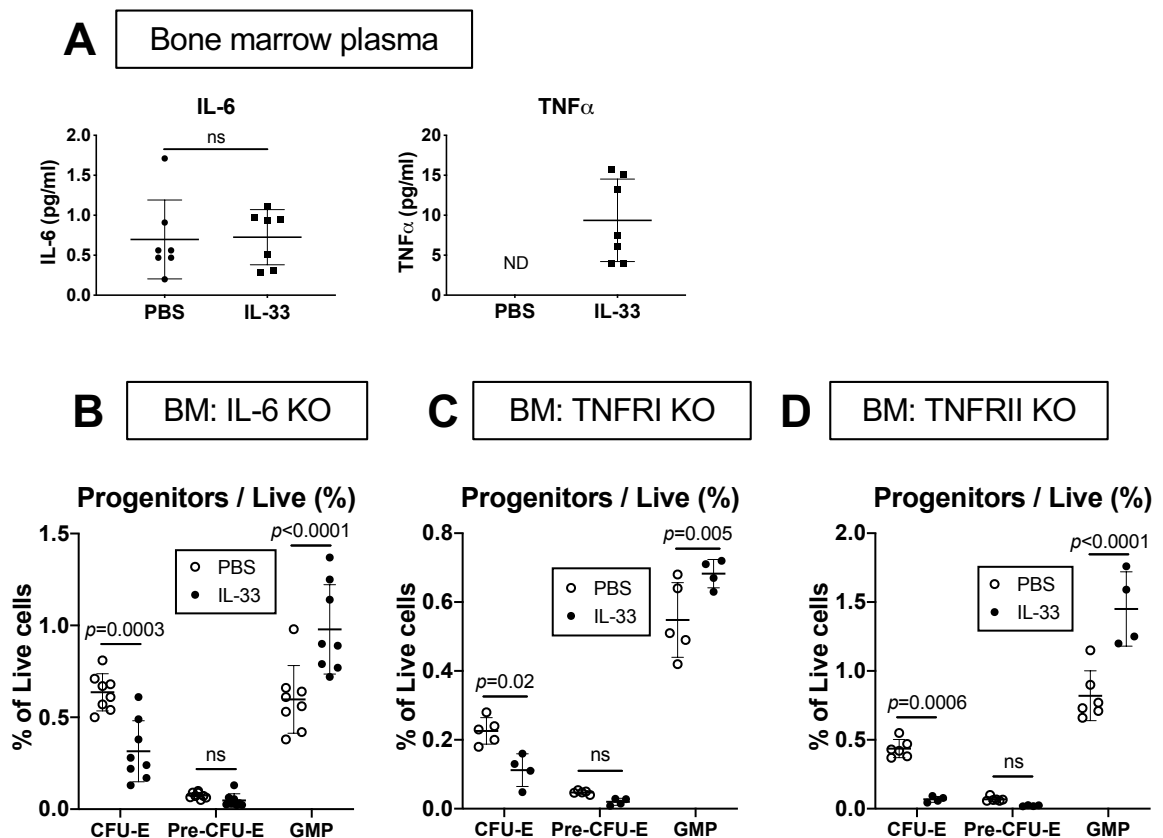 A Bone marrow plasma
IL-6
TNFα
2.0
1.5
1.0
0.5
0.0
IL-6 (pg/ml)
ns
PBS IL-33
20
15
10
5
0
TNFα (pg/ml)
ND
PBS IL-33
B BM: IL-6 KO
C BM: TNFRI KO
D BM: TNFRII KO
Progenitors / Live (%)
p<0.0001
1.5
1.0
0.5
0.0
% of Live cells
PBS
IL-33
p=0.0003
ns
CFU-E Pre-CFU-E GMP
Progenitors / Live (%)
p=0.005
0.8
0.6
0.4
0.2
0.0
% of Live cells
PBS
IL-33
p=0.02
ns
CFU-E Pre-CFU-E GMP
Progenitors / Live (%)
p<0.0001
2.0
1.5
1.0
0.5
0.0
% of Live cells
PBS
IL-33
p=0.0006
ns
CFU-E Pre-CFU-E GMP